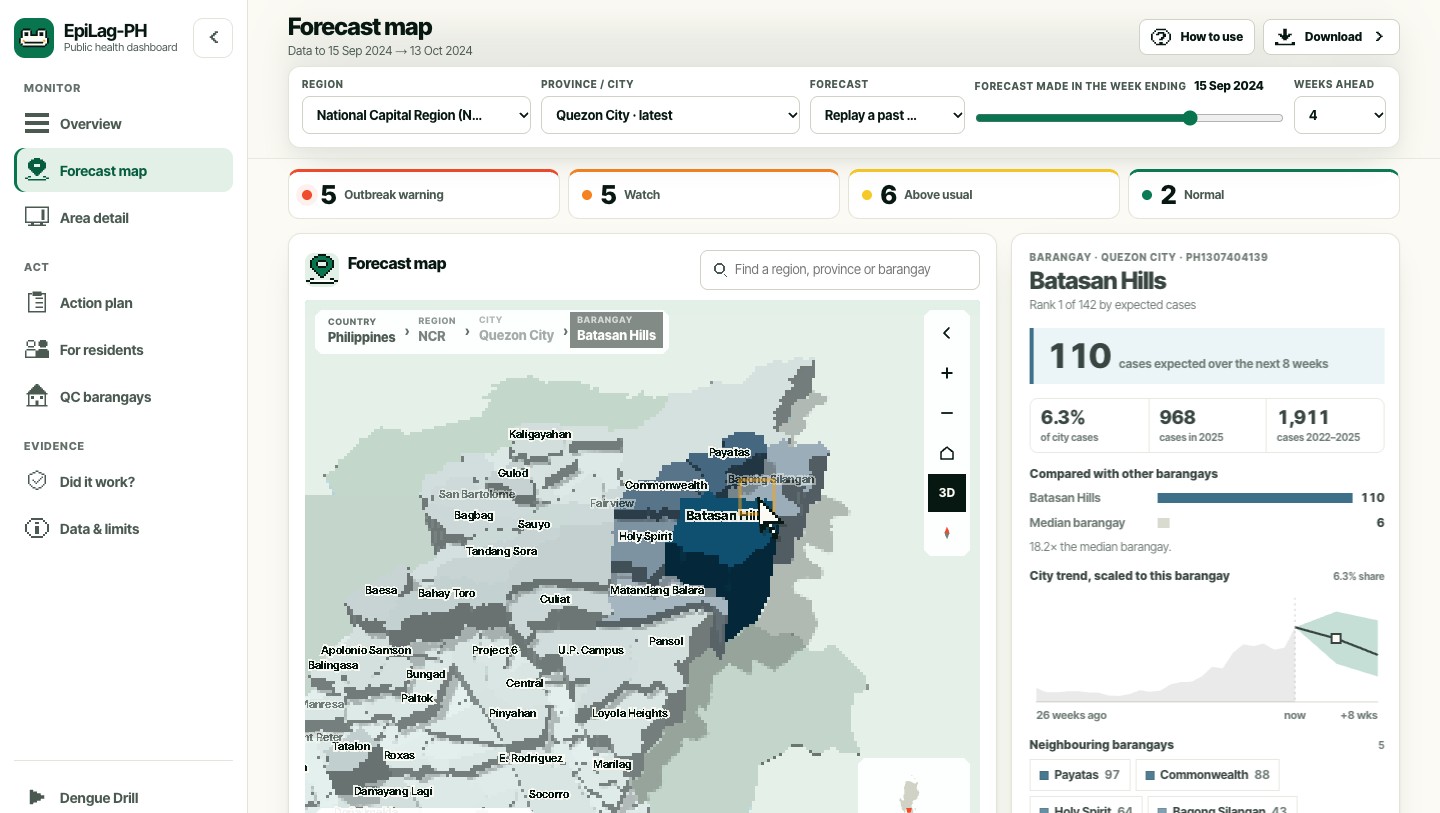 EpiLag-PH
Public health dashboard
MONITOR
Overview
Forecast map
Area detail
ACT
Action plan
For residents
QC barangays
EVIDENCE
Did it work?
Data & limits
Dengue Drill
Forecast map
Data to 15 Sep 2024 → 13 Oct 2024
How to use
Download
REGION
National Capital Region (N...
PROVINCE / CITY
Quezon City · latest
FORECAST
Replay a past ...
FORECAST MADE IN THE WEEK ENDING 15 Sep 2024
WEEKS AHEAD
4
5 Outbreak warning
5 Watch
6 Above usual
2 Normal
Forecast map
Find a region, province or barangay
COUNTRY
Philippines
REGION
NCR
CITY
Quezon City
BARANGAY
Batasan Hills
3D
Kaligayahan
Payatas
Gulod
Bagong Silangan
Commonwealth
San Bartolome
Fairview
Bagbag
Sauyo
Batasan Hill
Holy Spirit
Tandang Sora
Baesa
Bahay Toro
Matandang Balara
Culiat
Pansol
Apolonio Samson
Project 6
U.P. Campus
Balingasa
Bungad
Central
Paltok
Manresa
Pinyahan
Loyola Heights
Tatalon
Roxas
E. Rodriguez
Marilag
Damayang Lagi
Socorro
BARANGAY · QUEZON CITY · PH1307404139
Batasan Hills
Rank 1 of 142 by expected cases
110 cases expected over the next 8 weeks
6.3%
of city cases
968
cases in 2025
1,911
cases 2022–2025
Compared with other barangays
Batasan Hills 110
Median barangay 6
18.2× the median barangay.
City trend, scaled to this barangay 6.3% share
26 weeks ago now +8 wks
Neighbouring barangays 5
Payatas 97
Commonwealth 88
Holy Spirit 64
Bagong Silangan 43